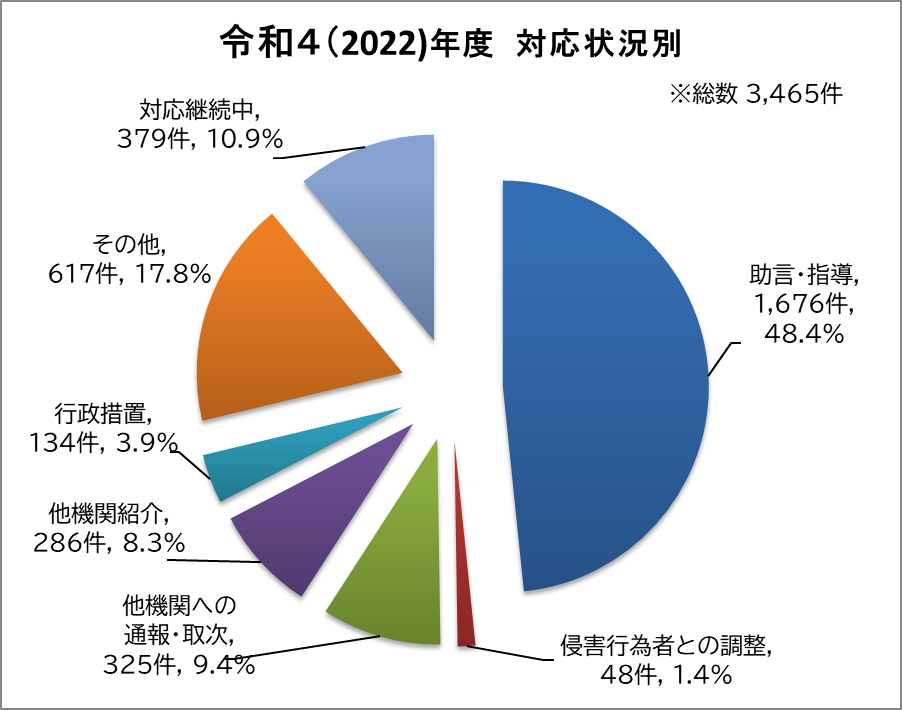 令和4（2022)年度　対応状況別
※総数 3,465件
対応継続中,
379件, 10.9%
その他,
617件, 17.8%
助言・指導,
1,676件,
48.4%
行政措置,
134件, 3.9%
他機関紹介,
286件, 8.3%
他機関への
通報・取次,
325件, 9.4%
侵害行為者との調整,
48件, 1.4%